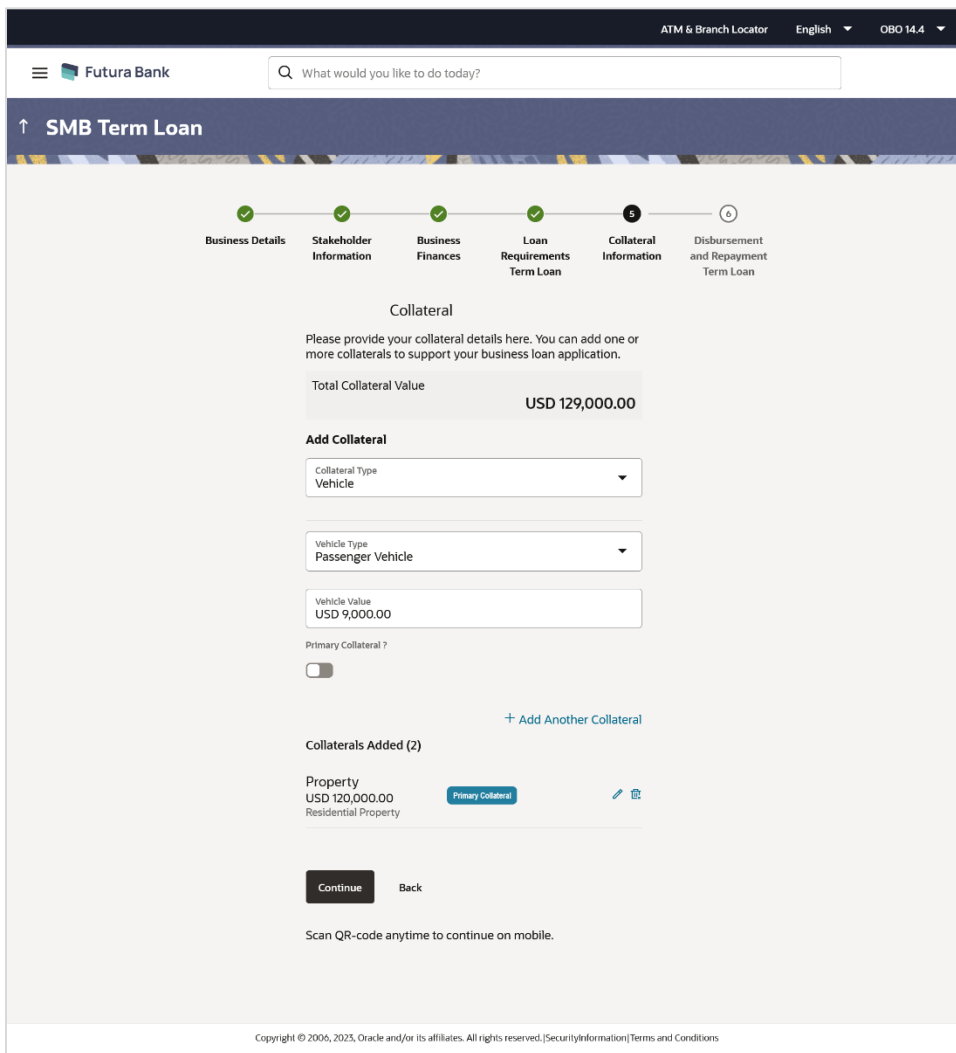 ATM & Branch Locator English OBO 14.4
Futura Bank What would you like to do today?
SMB Term Loan
5 6
Business Details Stakeholder Business Loan Collateral Disbursement
Information Finances Requirements Information and Repayment
Term Loan Term Loan
Collateral
Please provide your collateral details here. You can add one or
more collaterals to support your business loan application.
Total Collateral Value
USD 129,000.00
Add Collateral
Collateral Type
Vehicle
Vehicle Type
Passenger Vehicle
Vehicle Value
USD 9,000.00
Primary Collateral ?
+ Add Another Collateral
Collaterals Added (2)
Property
USD 120,000.00 Primary Collateral
Residential Property
Continue Back
Scan QR-code anytime to continue on mobile.
Copyright © 2006, 2023, Oracle and/or its affiliates. All rights reserved.|SecurityInformation|Terms and Conditions